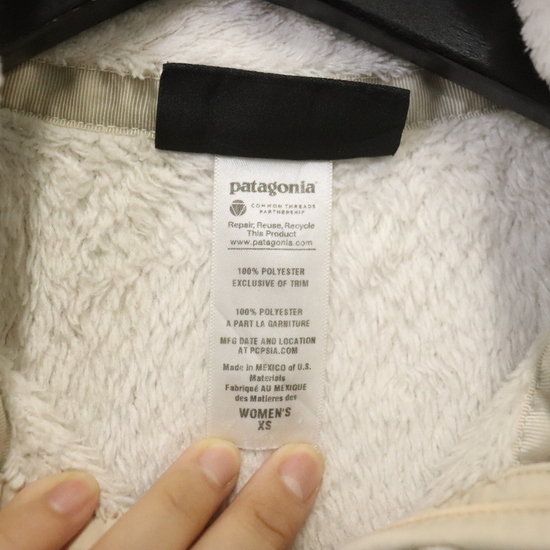 patagonia
COMMON THREADS
PARTNERSHIP
Repair, Reuse, Recycle
This Product
www.patagonia.com
100% POLYESTER
EXCLUSIVE OF TRIM
100% POLYESTER
A PART LA GARNITURE
MFG DATE AND LOCATION
AT PCPSIA.COM
Made in MEXICO of U.S.
Materials
Fabriqué AU MEXIQUE
des Matieres des
WOMEN'S
XS